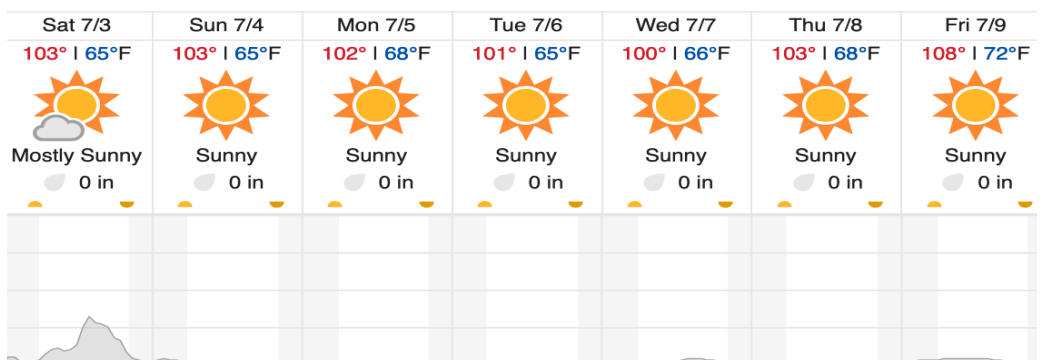 Sat 7/3 Sun 7/4 Mon 7/5 Tue 7/6 Wed 7/7 Thu 7/8 Fri 7/9
103° | 65°F 103° | 65°F 102° | 68°F 101° | 65°F 100° | 66°F 103° | 68°F 108° | 72°F
Mostly Sunny Sunny Sunny Sunny Sunny Sunny Sunny
0 in 0 in 0 in 0 in 0 in 0 in 0 in